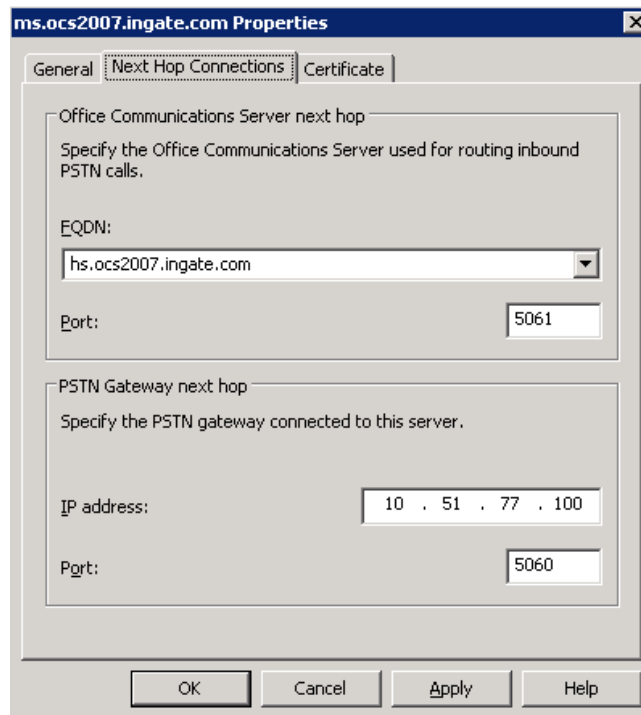 ms.ocs2007.ingate.com Properties
General Next Hop Connections Certificate
Office Communications Server next hop
Specify the Office Communications Server used for routing inbound
PSTN calls.
FQDN:
hs.ocs2007.ingate.com
Port: 5061
PSTN Gateway next hop
Specify the PSTN gateway connected to this server.
IP address: 10 . 51 . 77 . 100
Port: 5060
OK Cancel Apply Help